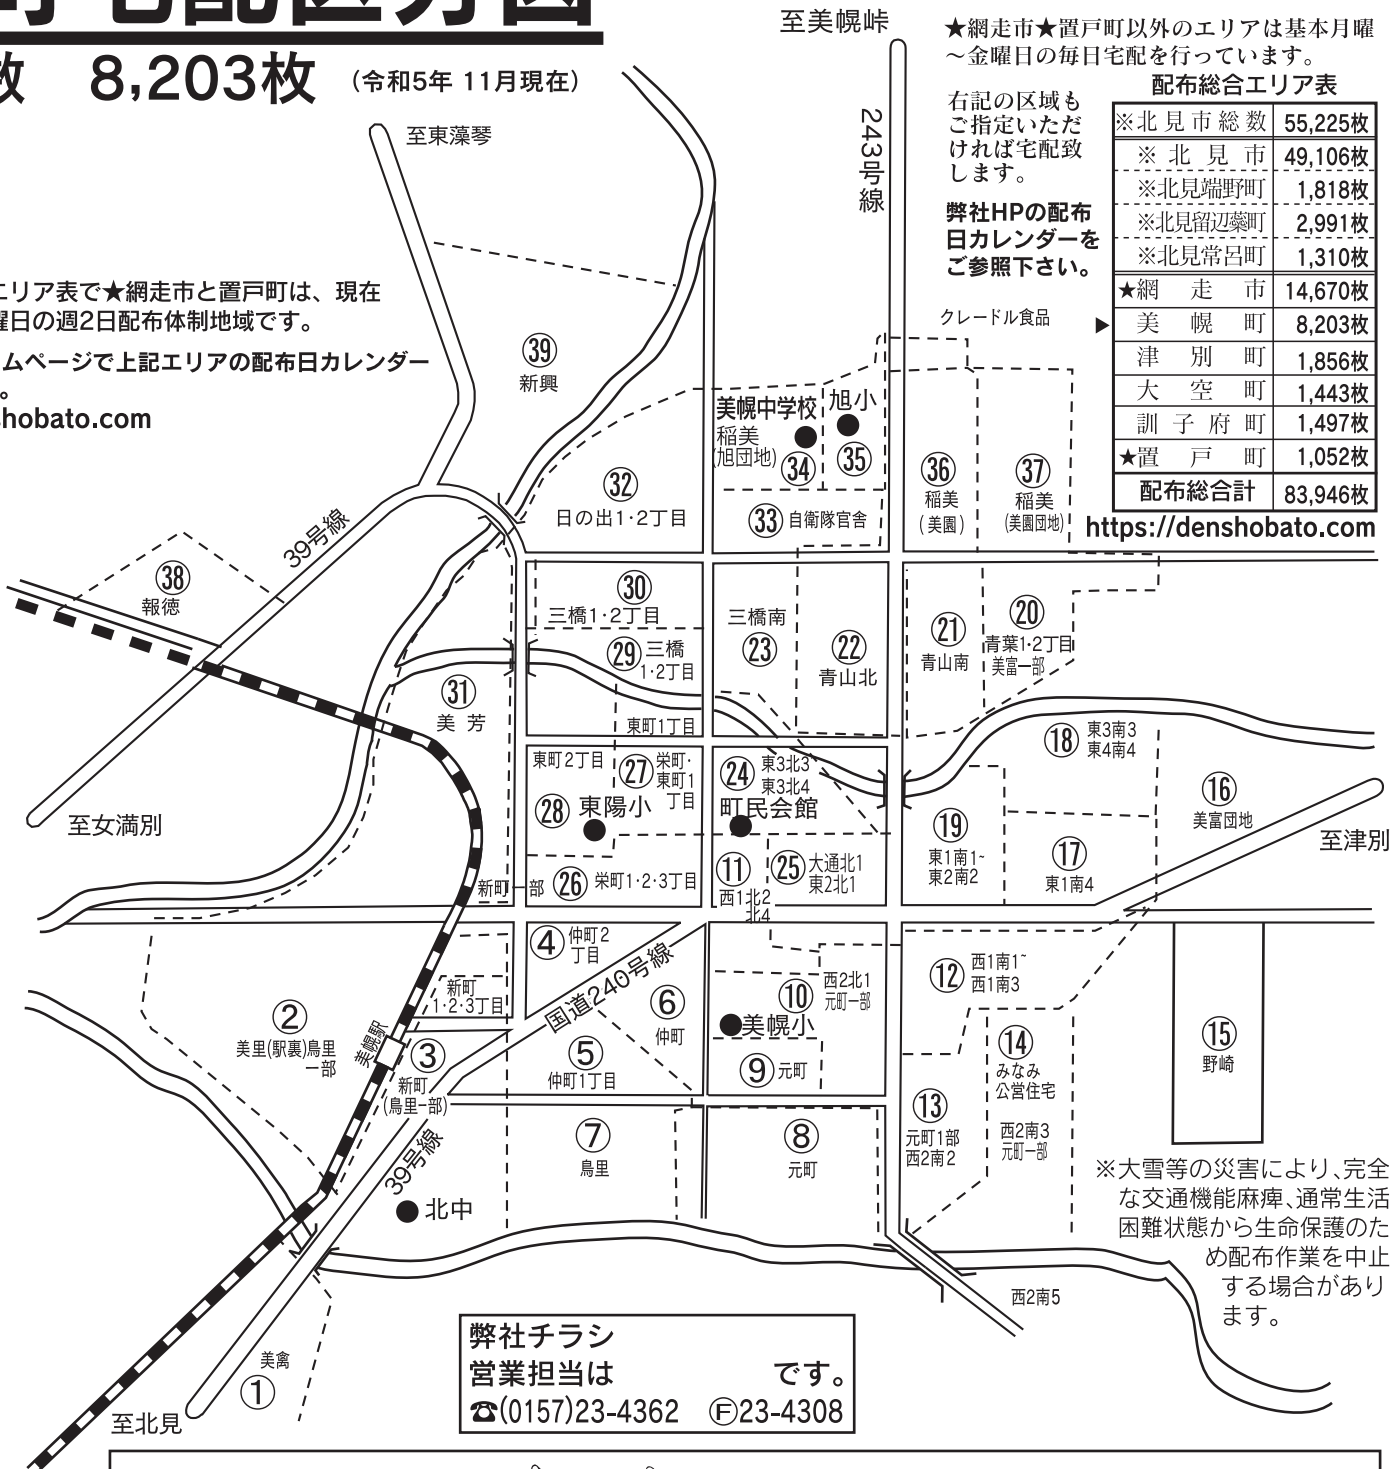 町宅配区分図
数 8,203枚 (令和5年 11月現在)
至美幌峠
★網走市★置戸町以外のエリアは基本月曜
～金曜日の毎日宅配を行っています。
右記の区域も
ご指定いただ
ければ宅配致
します。
弊社HPの配布
日カレンダーを
ご参照下さい。
配布総合エリア表
※北見市総数 55,225枚
※北見市 49,106枚
※北見端野町 1,818枚
※北見留辺蘂町 2,991枚
※北見常呂町 1,310枚
★網走市 14,670枚
▶ 美幌町 8,203枚
津別町 1,856枚
大空町 1,443枚
訓子府町 1,497枚
★置戸町 1,052枚
配布総合計 83,946枚
https://denshobato.com
エリア表で★網走市と置戸町は、現在
曜日の週2日配布体制地域です。
ムページで上記エリアの配布日カレンダー
。
shobato.com
至東藻琴
243号線
クレードル食品
㊴
新興
美幌中学校
稲美
(旭団地)
㉞
旭小
㉟
㊱
稲美
(美園)
㊲
稲美
(美園団地)
㉜
日の出1·2丁目
㉝ 自衛隊官舎
39号線
㊳
報徳
㉚
三橋1·2丁目
㉙ 三橋
1·2丁目
三橋南
㉓
㉒
青山北
㉑
青山南
⑳
青葉1·2丁目
美富一部
㉛
美芳
東町1丁目
⑱ 東3南3
東4南4
東町2丁目
㉗ 栄町·
東町1
丁目
㉔ 東3北3
東3北4
町民会館
㉘ 東陽小
⑯
美富団地
至女満別
至津別
⑲
東1南1~
東2南2
⑰
東1南4
新町一部
㉖ 栄町1·2·3丁目
⑪
西1北2
北4
㉕ 大通北1
東2北1
④ 仲町2
丁目
国道240号線
新町
1·2·3丁目
⑥
仲町
⑩
西2北1
元町一部
美幌小
⑫ 西1南1~
西1南3
②
美里(駅裏)鳥里
一部
美幌駅
③
新町
(鳥里一部)
⑤
仲町1丁目
⑨ 元町
⑭
みなみ
公営住宅
西2南3
元町一部
⑮
野崎
⑬
元町1部
西2南2
⑦
鳥里
⑧
元町
39号線
北中
※大雪等の災害により、完全
な交通機能麻痺、通常生活
困難状態から生命保護のた
め配布作業を中止
する場合があり
ます。
西2南5
美禽
①
至北見
弊社チラシ
営業担当は です。
☎(0157)23-4362 Ⓕ23-4308